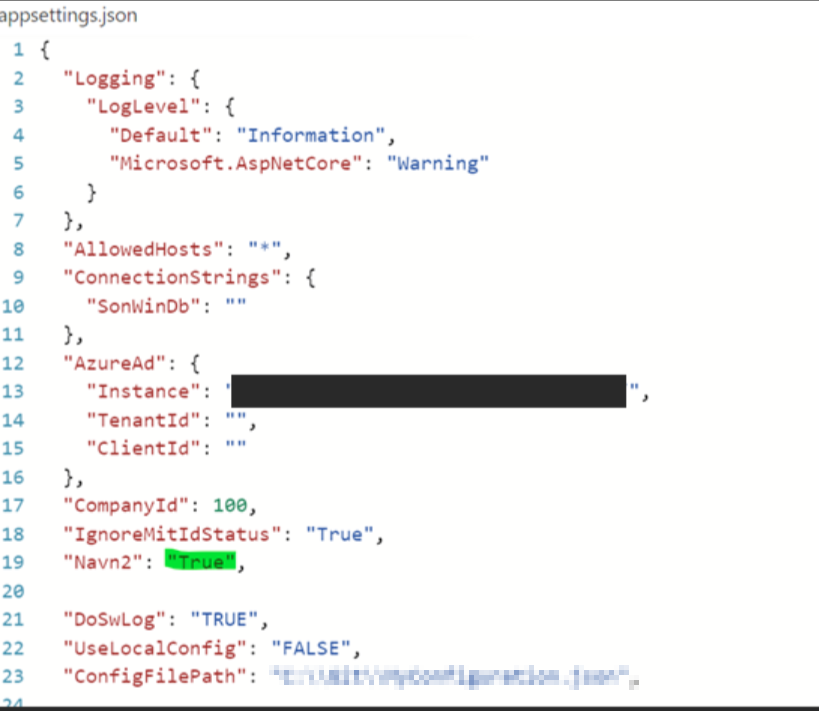 appsettings.json
1 {
2 "Logging": {
3 "LogLevel": {
4 "Default": "Information",
5 "Microsoft.AspNetCore": "Warning"
6 }
7 },
8 "AllowedHosts": "*",
9 "ConnectionStrings": {
10 "SonWinDb": ""
11 },
12 "AzureAd": {
13 "Instance": " ",
14 "TenantId": "",
15 "ClientId": ""
16 },
17 "CompanyId": 100,
18 "IgnoreMitIdStatus": "True",
19 "Navn2": "True",
20
21 "DoSwLog": "TRUE",
22 "UseLocalConfig": "FALSE",
23 "ConfigFilePath":
24